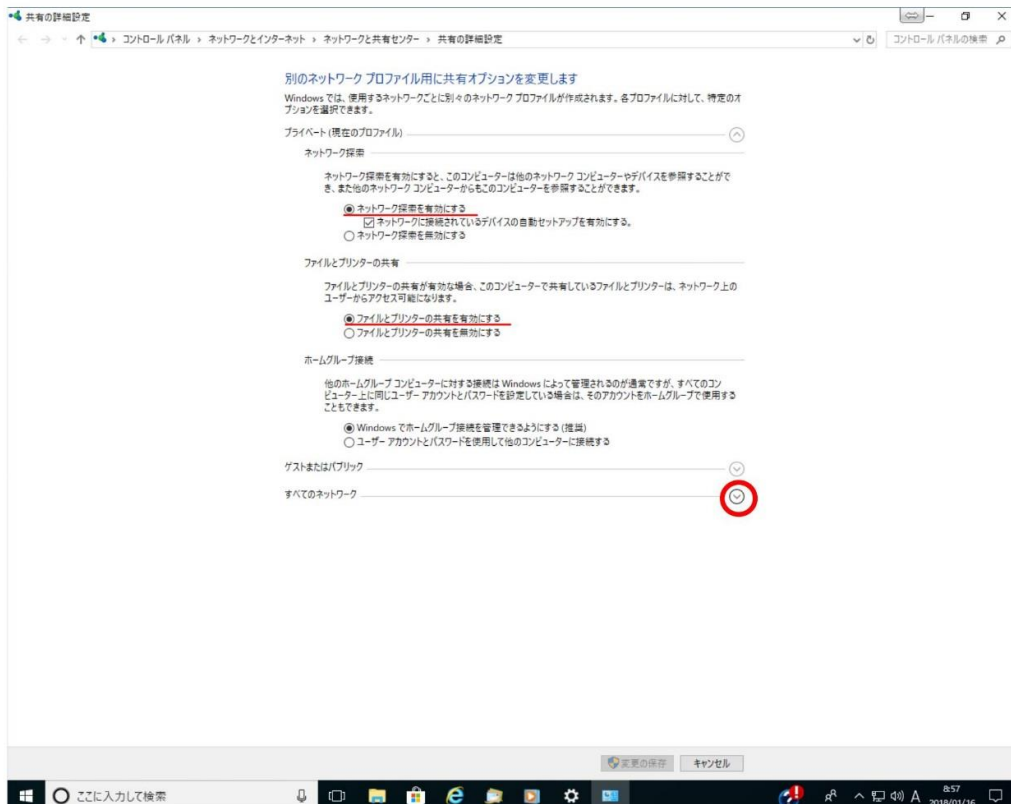 共有の詳細設定
コントロール パネル › ネットワークとインターネット › ネットワークと共有センター › 共有の詳細設定
コントロール パネルの検索
別のネットワーク プロファイル用に共有オプションを変更します
Windows では、使用するネットワークごとに別々のネットワーク プロファイルが作成されます。各プロファイルに対して、特定のオ
プションを選択できます。
プライベート (現在のプロファイル)
ネットワーク探索
ネットワーク探索を有効にすると、このコンピューターは他のネットワーク コンピューターやデバイスを参照することがで
き、また他のネットワーク コンピューターからもこのコンピューターを参照することができます。
ネットワーク探索を有効にする
ネットワークに接続されているデバイスの自動セットアップを有効にする。
ネットワーク探索を無効にする
ファイルとプリンターの共有
ファイルとプリンターの共有が有効な場合、このコンピューターで共有しているファイルとプリンターは、ネットワーク上の
ユーザーからアクセス可能になります。
ファイルとプリンターの共有を有効にする
ファイルとプリンターの共有を無効にする
ホームグループ接続
他のホームグループ コンピューターに対する接続は Windows によって管理されるのが通常ですが、すべてのコン
ピューター上に同じユーザー アカウントとパスワードを設定している場合は、そのアカウントをホームグループで使用する
こともできます。
Windows でホームグループ接続を管理できるようにする (推奨)
ユーザー アカウントとパスワードを使用して他のコンピューターに接続する
ゲストまたはパブリック
すべてのネットワーク
変更の保存
キャンセル
ここに入力して検索
A
8:57
2018/01/16